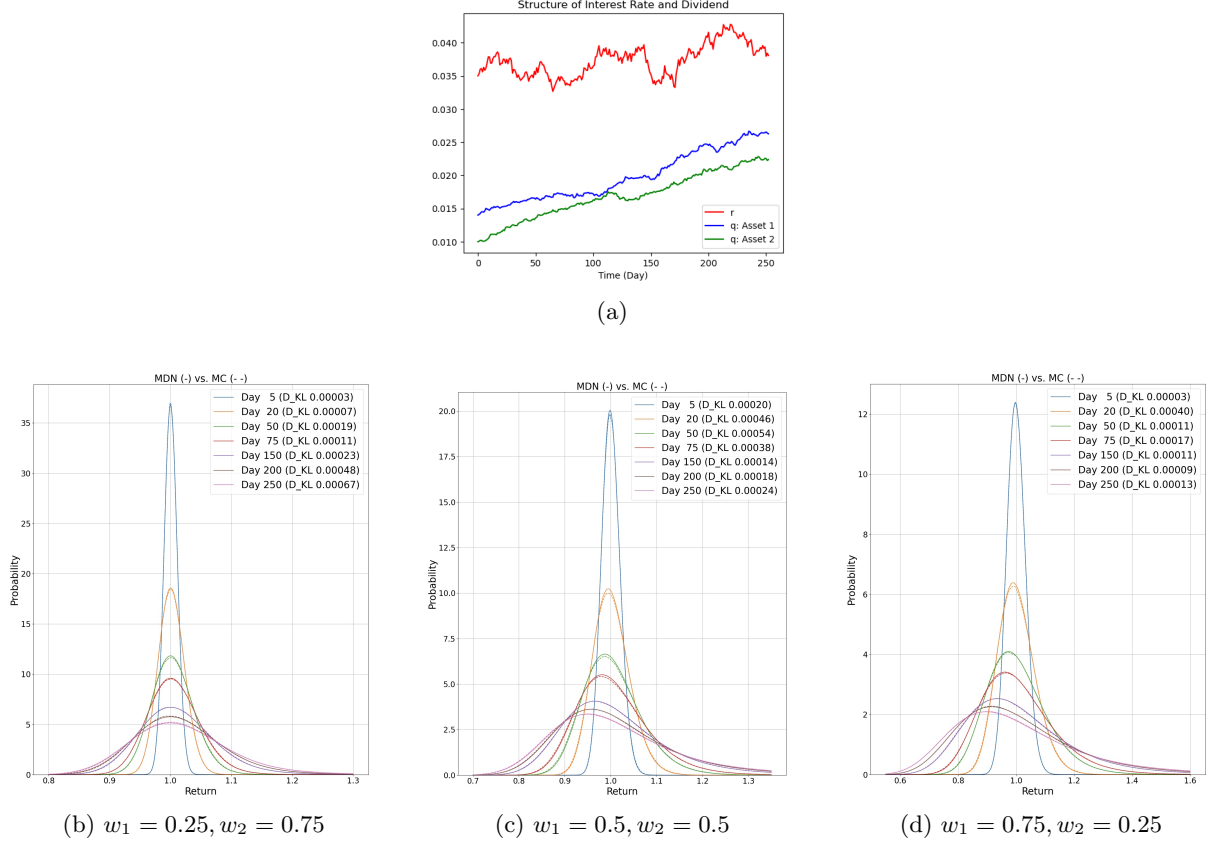 Structure of Interest Rate and Dividend
0.040
0.035
0.030
0.025
0.020
0.015
0.010
r
q: Asset 1
q: Asset 2
0 50 100 150 200 250
Time (Day)
(a)
MDN (-) vs. MC (- -)
Day 5 (D_KL 0.00003)
Day 20 (D_KL 0.00007)
Day 50 (D_KL 0.00019)
Day 75 (D_KL 0.00011)
Day 150 (D_KL 0.00023)
Day 200 (D_KL 0.00048)
Day 250 (D_KL 0.00067)
35
30
25
20
15
10
5
0
Probability
0.8 0.9 1.0 1.1 1.2 1.3
Return
(b) w₁ = 0.25, w₂ = 0.75
MDN (-) vs. MC (- -)
Day 5 (D_KL 0.00020)
Day 20 (D_KL 0.00046)
Day 50 (D_KL 0.00054)
Day 75 (D_KL 0.00038)
Day 150 (D_KL 0.00014)
Day 200 (D_KL 0.00018)
Day 250 (D_KL 0.00024)
20.0
17.5
15.0
12.5
10.0
7.5
5.0
2.5
0.0
Probability
0.7 0.8 0.9 1.0 1.1 1.2 1.3
Return
(c) w₁ = 0.5, w₂ = 0.5
MDN (-) vs. MC (- -)
Day 5 (D_KL 0.00003)
Day 20 (D_KL 0.00040)
Day 50 (D_KL 0.00011)
Day 75 (D_KL 0.00017)
Day 150 (D_KL 0.00011)
Day 200 (D_KL 0.00009)
Day 250 (D_KL 0.00013)
12
10
8
6
4
2
0
Probability
0.6 0.8 1.0 1.2 1.4 1.6
Return
(d) w₁ = 0.75, w₂ = 0.25